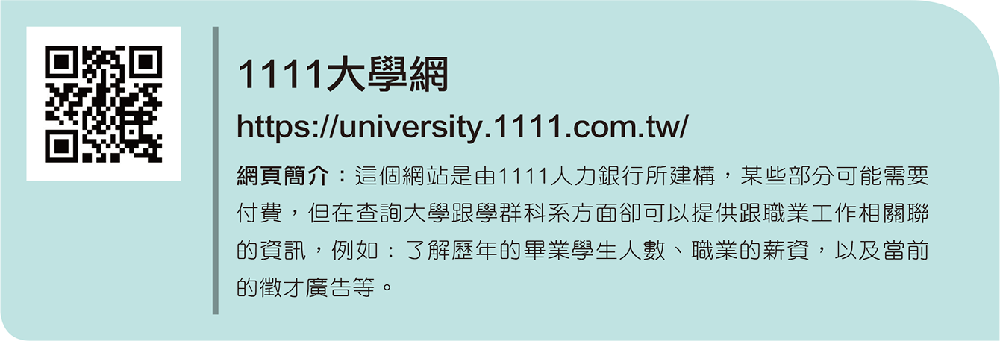 1111大學網
https://university.1111.com.tw/
網頁簡介：這個網站是由1111人力銀行所建構，某些部分可能需要
付費，但在查詢大學跟學群科系方面卻可以提供跟職業工作相關聯
的資訊，例如：了解歷年的畢業學生人數、職業的薪資，以及當前
的徵才廣告等。